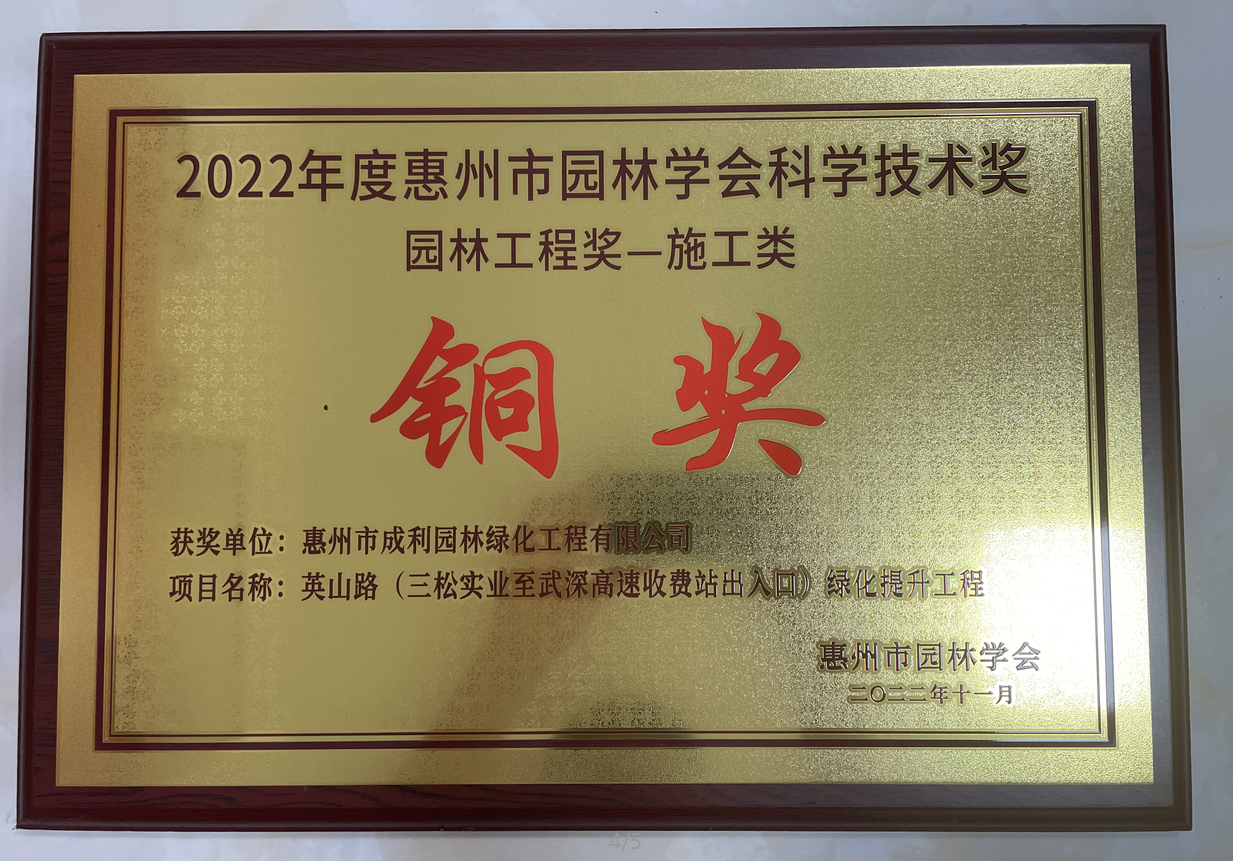 2022年度惠州市园林学会科学技术奖
园林工程奖—施工类
铜奖
获奖单位：惠州市成利园林绿化工程有限公司
项目名称：英山路（三松实业至武深高速收费站出入口）绿化提升工程
惠州市园林学会
二〇二二年十一月
4/5